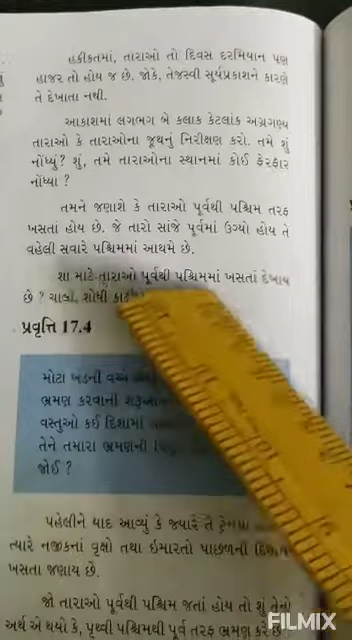 હકીકતમાં, તારાઓ તો દિવસ દરમિયાન પણ
હાજર તો હોય જ છે. જોકે, તેજસ્વી સૂર્યપ્રકાશને કારણે
તે દેખાતા નથી.
આકાશમાં લગભગ બે કલાક કેટલાંક અગ્રગણ્ય
તારાઓ કે તારાઓના જૂથનું નિરીક્ષણ કરો. તમે શું
નોંધ્યું? શું, તમે તારાઓના સ્થાનમાં કોઈ ફેરફાર
નોંધ્યા ?
તમને જણાશે કે તારાઓ પૂર્વથી પશ્ચિમ તરફ
ખસતાં હોય છે. જે તારો સાંજે પૂર્વમાં ઉગ્યો હોય તે
વહેલી સવારે પશ્ચિમમાં આથમે છે.
શા માટે તારાઓ પૂર્વથી પશ્ચિમમાં ખસતાં દેખાય
છે ? ચાલો, શોધી
પ્રવૃત્તિ 17.4
મોટા ખંડની વચ્ચે
ભ્રમણ કરવાની
વસ્તુઓ કઈ દિશામાં
તેને તમારા ભ્રમણની
જોઈ ?
પહેલીને યાદ આવ્યું કે જ્યારે તે
ત્યારે નજીકનાં વૃક્ષો તથા ઇમારતો પાછળની
ખસતા જણાય છે.
જો તારાઓ પૂર્વથી પશ્ચિમ જતાં હોય તો શું તેનો
અર્થ એ થયો કે, પૃથ્વી પશ્ચિમથી પૂર્વ તરફ ભ્રમણ કરે છે
FILMIX